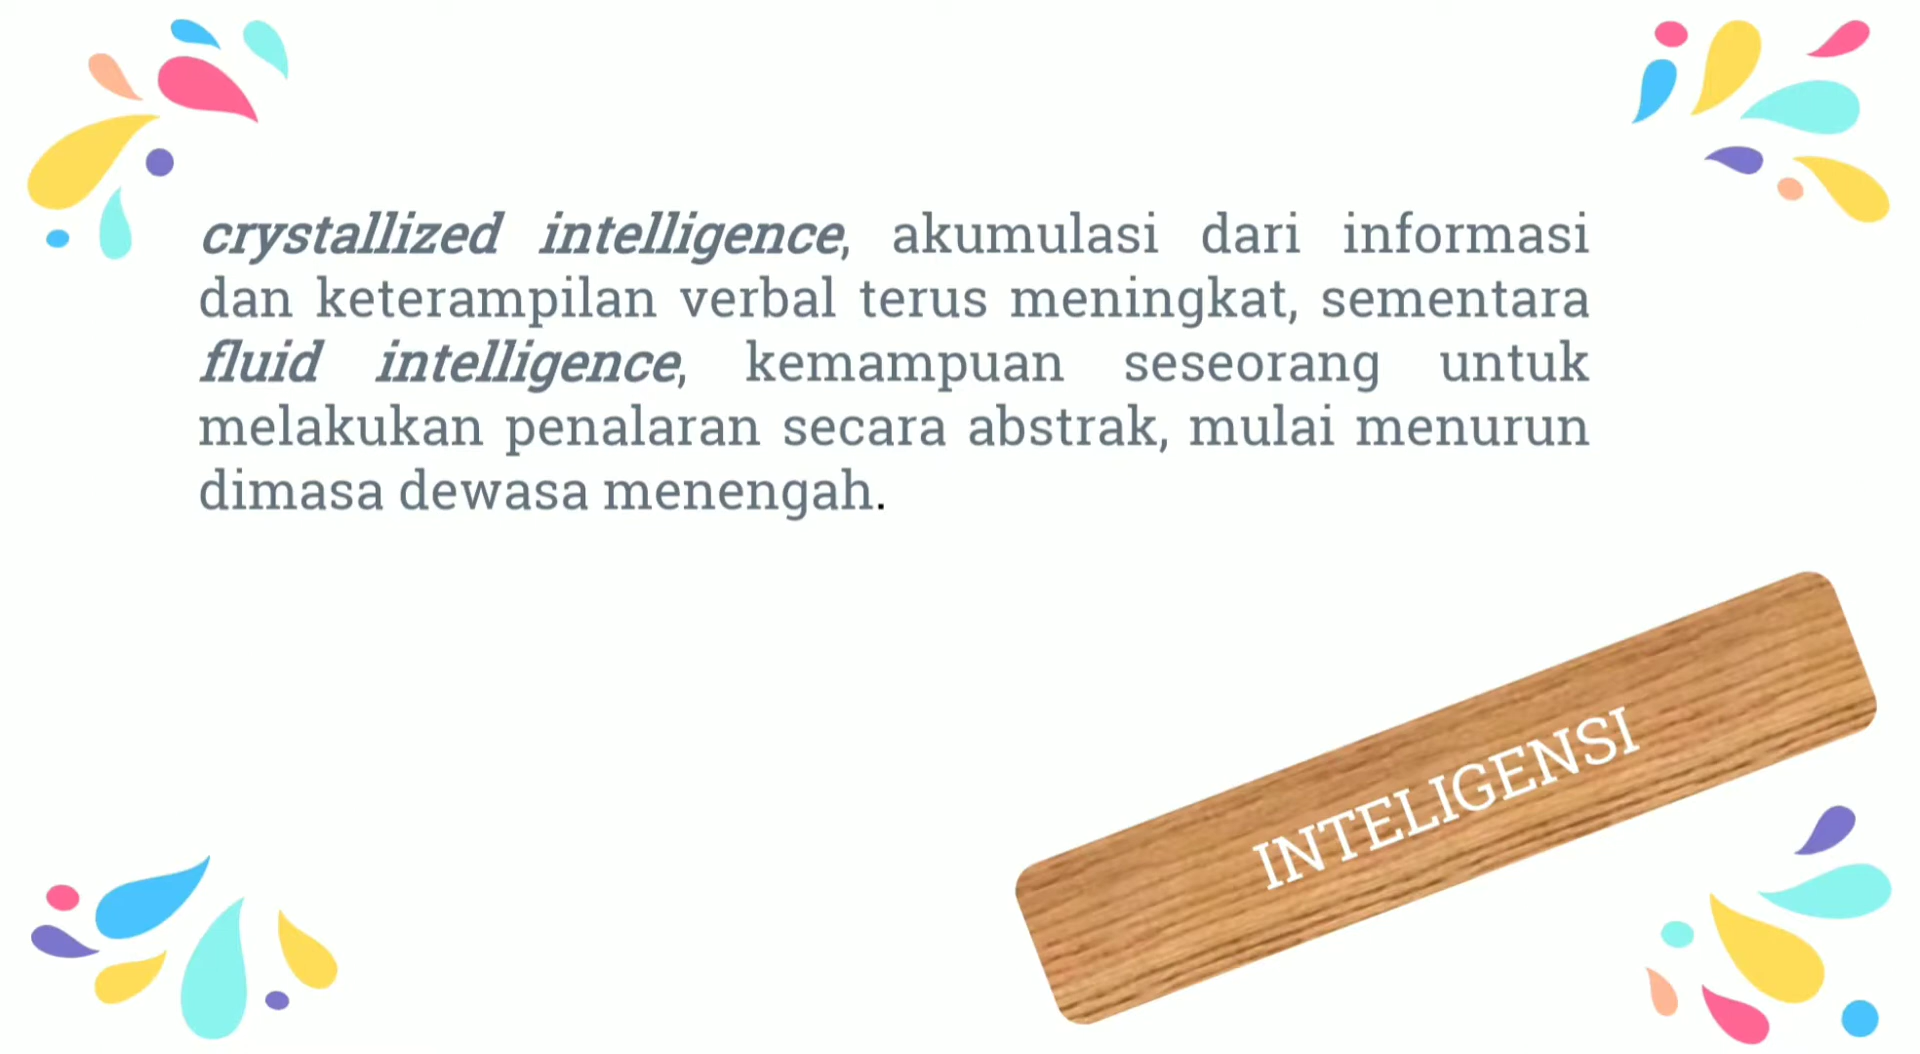 crystallized intelligence, akumulasi dari informasi
dan keterampilan verbal terus meningkat, sementara
fluid intelligence, kemampuan seseorang untuk
melakukan penalaran secara abstrak, mulai menurun
dimasa dewasa menengah.
INTELIGENSI